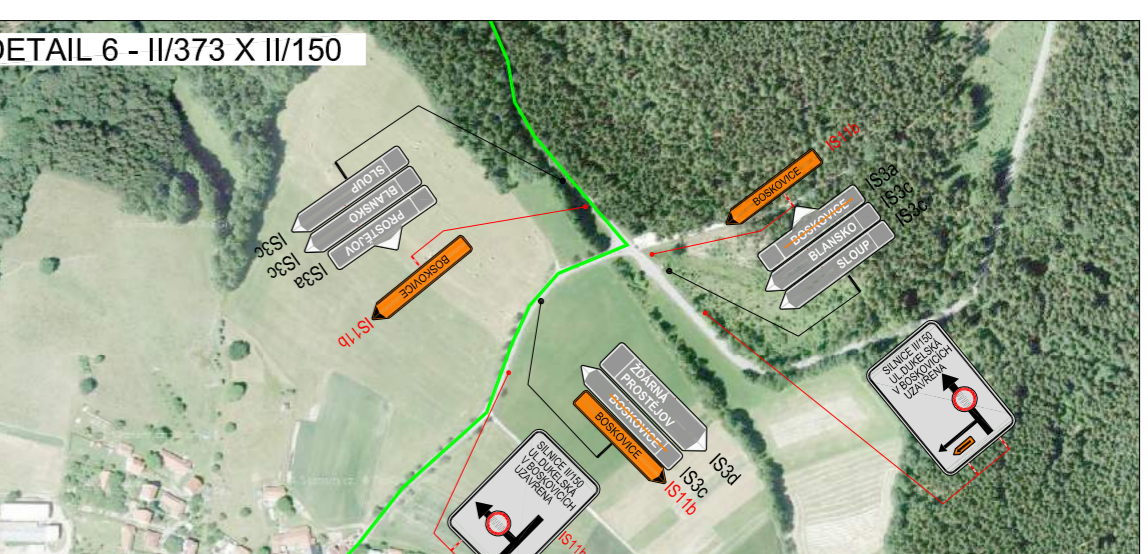 DETAIL 6 - II/373 X II/150
SLOUP
BLANSKO
PROSTĚJOV
IS3c
IS3c
IS3a
BOSKOVICE
IS11b
BOSKOVICE
IS11b
BOSKOVICE
BLANSKO
SLOUP
IS3a
IS3c
IS3c
ŽĎÁRNÁ
PROSTĚJOV
BOSKOVICE
BOSKOVICE
IS3d
IS3c
IS11b
SILNICE II/150
UL.DUKELSKÁ
V BOSKOVICÍCH
UZAVŘENA
SILNICE II/150
UL.DUKELSKÁ
V BOSKOVICÍCH
UZAVŘENA
IS11b